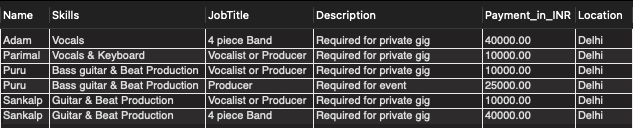 Name Skills JobTitle Description Payment_in_INR Location
Adam Vocals 4 piece Band Required for private gig 40000.00 Delhi
Parimal Vocals & Keyboard Vocalist or Producer Required for private gig 10000.00 Delhi
Puru Bass guitar & Beat Production Vocalist or Producer Required for private gig 10000.00 Delhi
Puru Bass guitar & Beat Production Producer Required for event 25000.00 Delhi
Sankalp Guitar & Beat Production Vocalist or Producer Required for private gig 10000.00 Delhi
Sankalp Guitar & Beat Production 4 piece Band Required for private gig 40000.00 Delhi